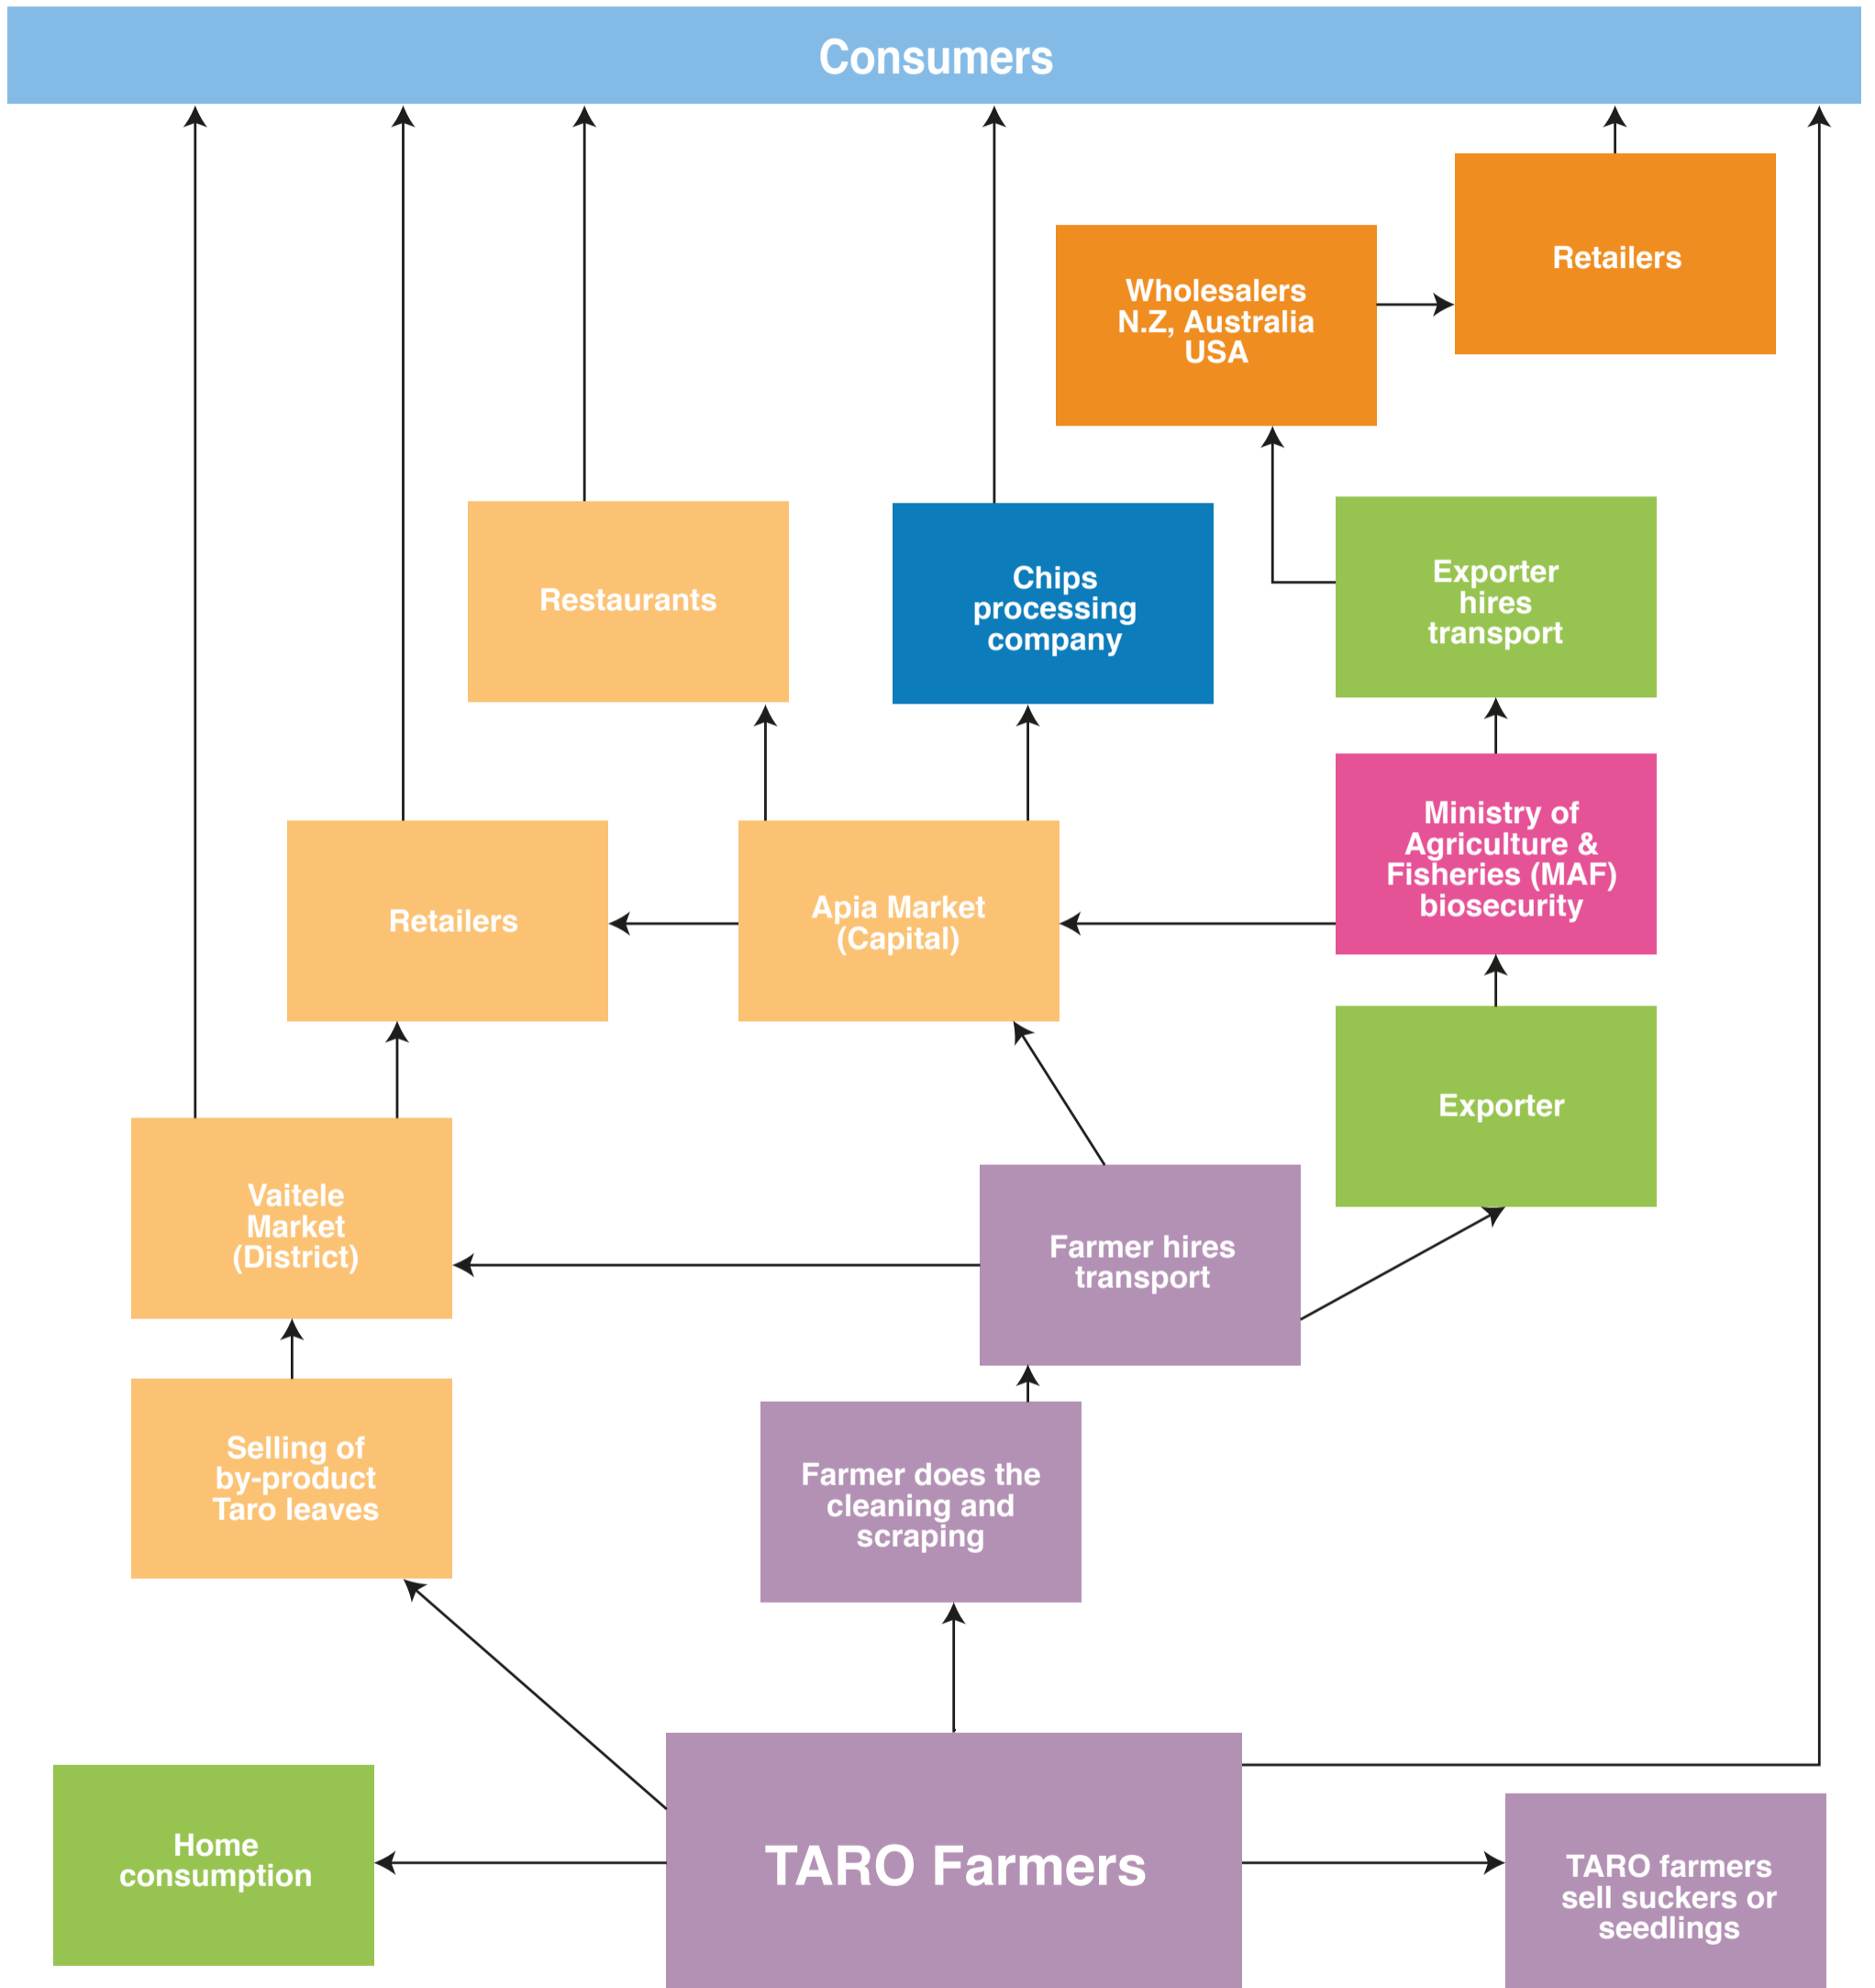 Consumers
Retailers
Wholesalers
N.Z, Australia
USA
Restaurants
Chips
processing
company
Exporter
hires
transport
Ministry of
Agriculture &
Fisheries (MAF)
biosecurity
Retailers
Apia Market
(Capital)
Exporter
Vaitele
Market
(District)
Farmer hires
transport
Selling of
by-product
Taro leaves
Farmer does the
cleaning and
scraping
Home
consumption
TARO Farmers
TARO farmers
sell suckers or
seedlings